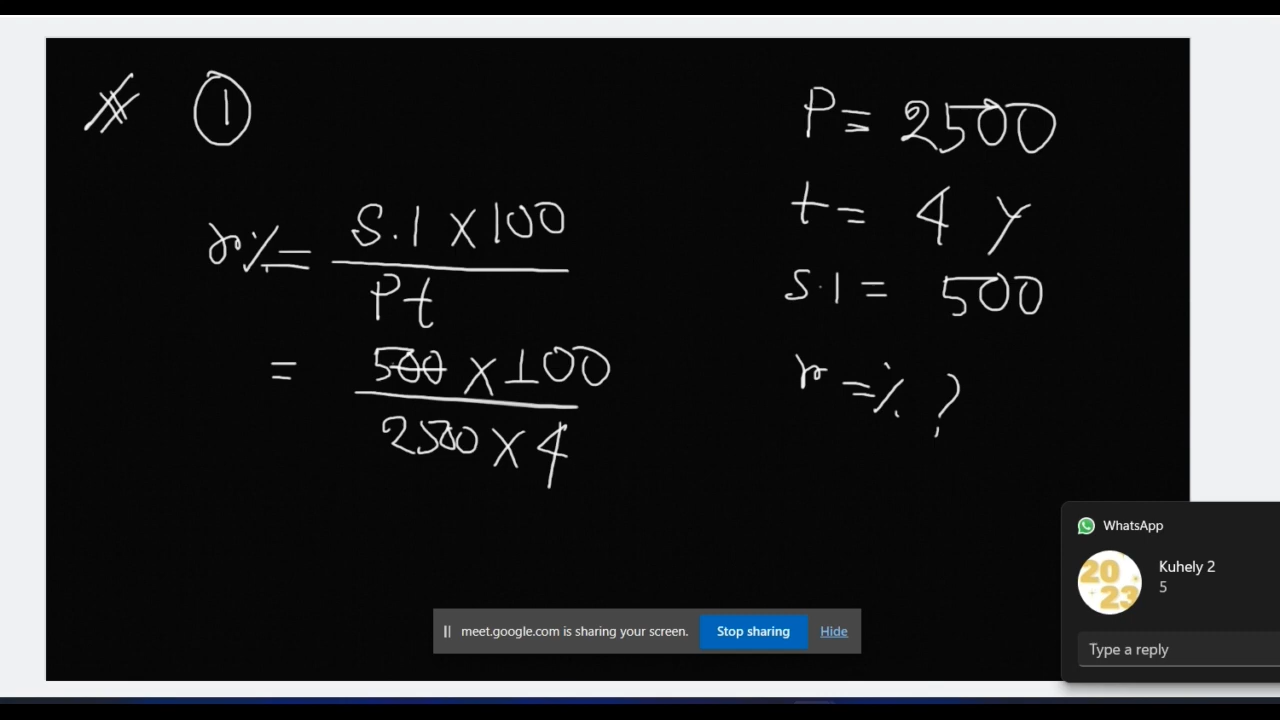 1
P = 2500
t = 4 y
S.I = 500
r = % ?
r% = S.I X 100
Pt
= 500 X 100
2500 X 4
WhatsApp
Kuhely 2
5
Type a reply
meet.google.com is sharing your screen. Stop sharing Hide
2023